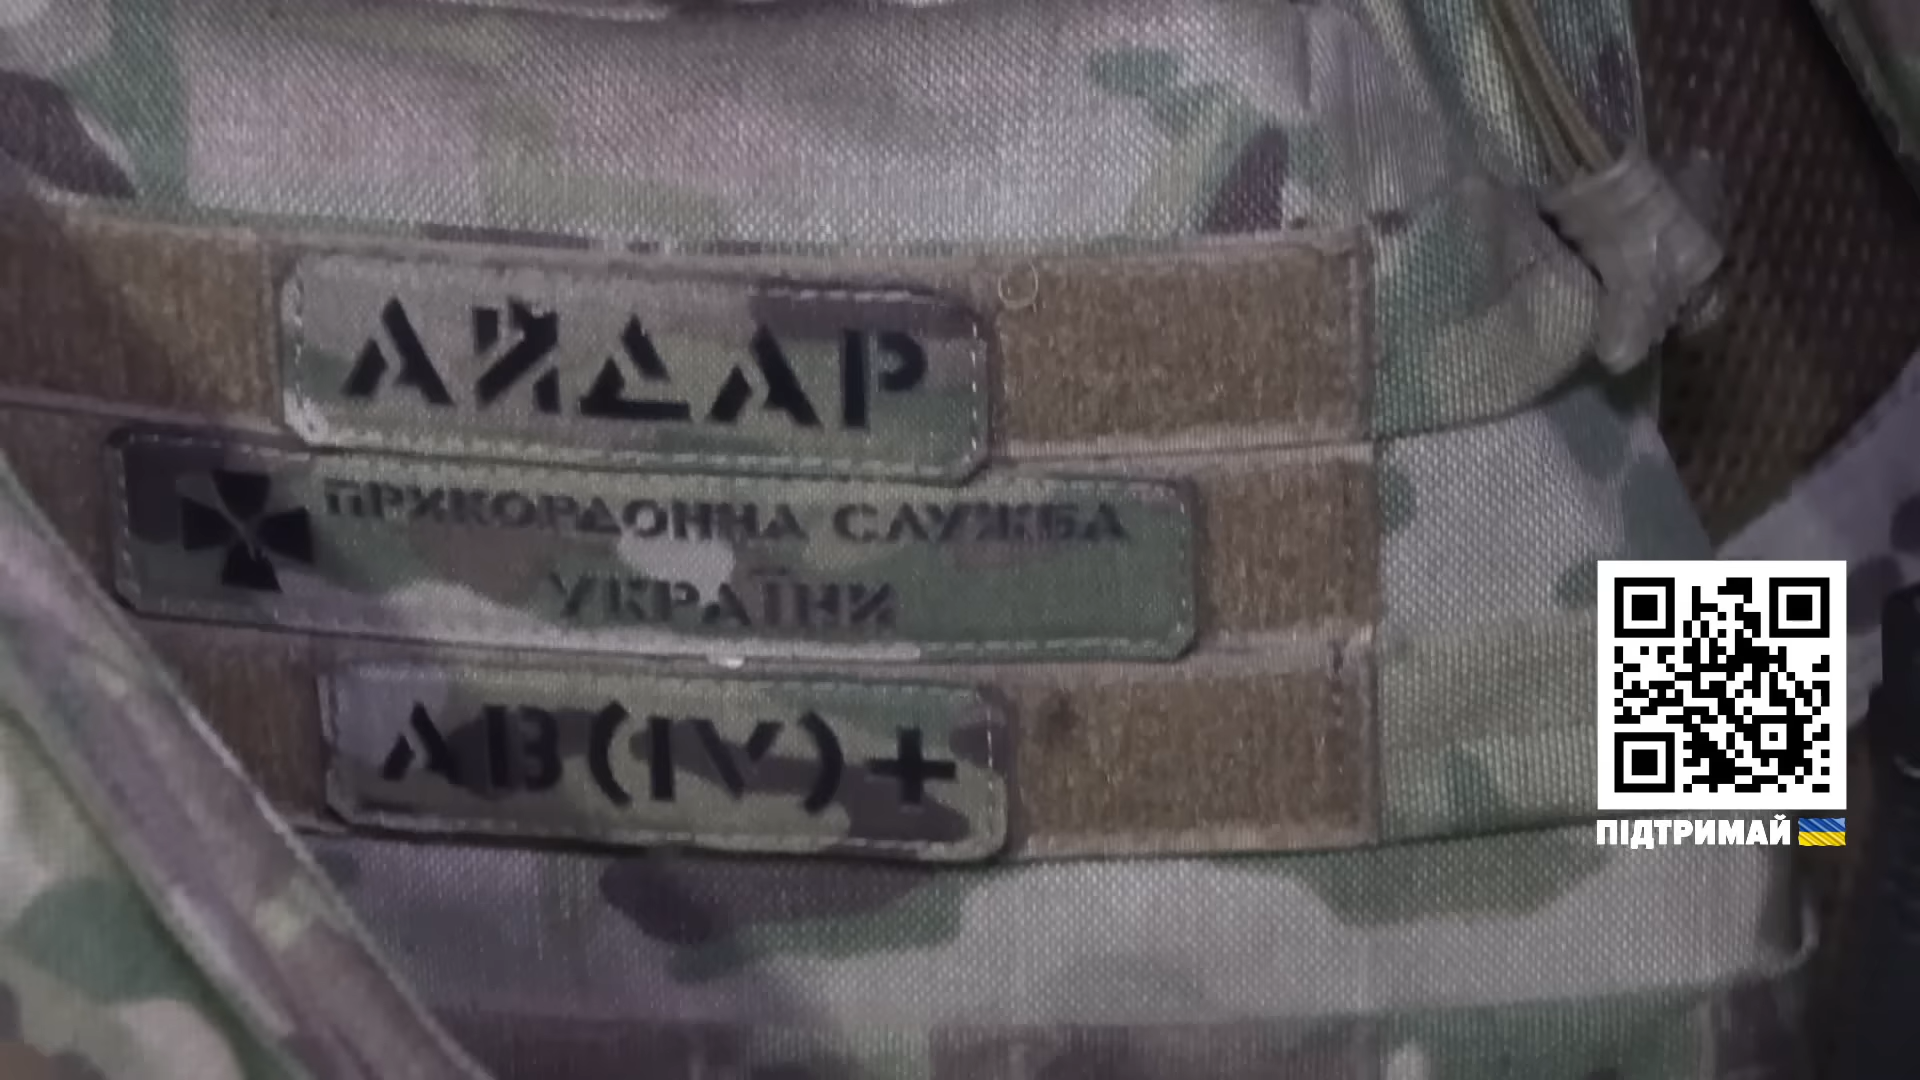 АЙДАР
ПРИКОРДОННА СЛУЖБА
УКРАЇНИ
AB(IV)+
ПІДТРИМАЙ